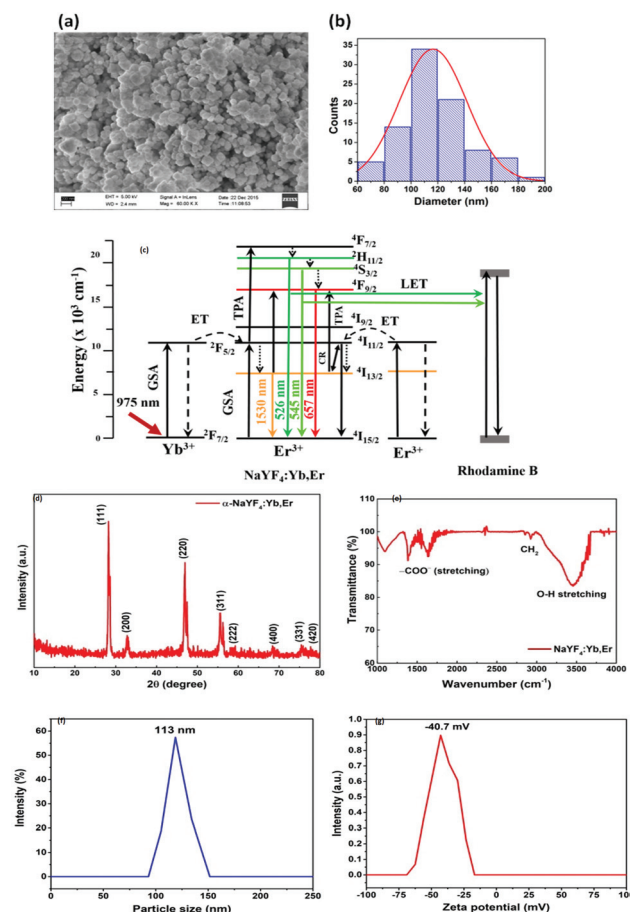 (a)
EHT = 5.00 kV
WD = 2.4 mm
Signal A = InLens
Mag = 60.00 K X
Date: 22 Dec 2015
ZEISS
(b)
Counts
35
30
25
20
15
10
5
0
60 80 100 120 140 160 180 200
Diameter (nm)
(c)
Energy (x 10³ cm⁻¹)
20
15
10
5
0
⁴F₇/₂
²H₁₁/₂
⁴S₃/₂
⁴F₉/₂
⁴I₉/₂
⁴I₁₁/₂
⁴I₁₃/₂
⁴I₁₅/₂
LET
TPA
TPA
ET
ET
²F₅/₂
CR
GSA
GSA
975 nm
1530 nm
526 nm
545 nm
657 nm
²F₇/₂
Yb³⁺
Er³⁺
Er³⁺
NaYF₄:Yb,Er
Rhodamine B
(d)
Intensity (a.u.)
α-NaYF₄:Yb,Er
(111)
(200)
(220)
(311)
(222)
(400)
(331)
(420)
10 20 30 40 50 60 70 80
2θ (degree)
(e)
Transmittance (%)
110
100
90
80
70
60
--COO⁻ (stretching)
CH₂
O-H stretching
NaYF₄:Yb,Er
1000 1500 2000 2500 3000 3500 4000
Wavenumber (cm⁻¹)
(f)
113 nm
Intensity (%)
60
50
40
30
20
10
0
0 50 100 150 200 250
Particle size (nm)
(g)
-40.7 mV
Intensity (a.u.)
1.0
0.9
0.8
0.7
0.6
0.5
0.4
0.3
0.2
0.1
0.0
-100 -75 -50 -25 0 25 50 75 100
Zeta potential (mV)